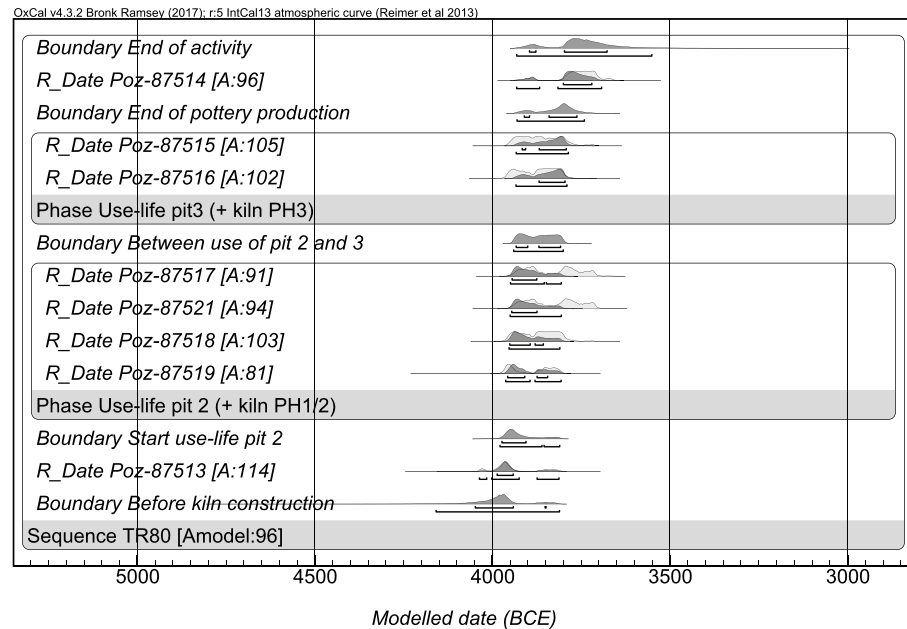 OxCal v4.3.2 Bronk Ramsey (2017); r:5 IntCal13 atmospheric curve (Reimer et al 2013)
Boundary End of activity
R_Date Poz-87514 [A:96]
Boundary End of pottery production
R_Date Poz-87515 [A:105]
R_Date Poz-87516 [A:102]
Phase Use-life pit3 (+ kiln PH3)
Boundary Between use of pit 2 and 3
R_Date Poz-87517 [A:91]
R_Date Poz-87521 [A:94]
R_Date Poz-87518 [A:103]
R_Date Poz-87519 [A:81]
Phase Use-life pit 2 (+ kiln PH1/2)
Boundary Start use-life pit 2
R_Date Poz-87513 [A:114]
Boundary Before kiln construction
Sequence TR80 [Amodel:96]
5000 4500 4000 3500 3000
Modelled date (BCE)